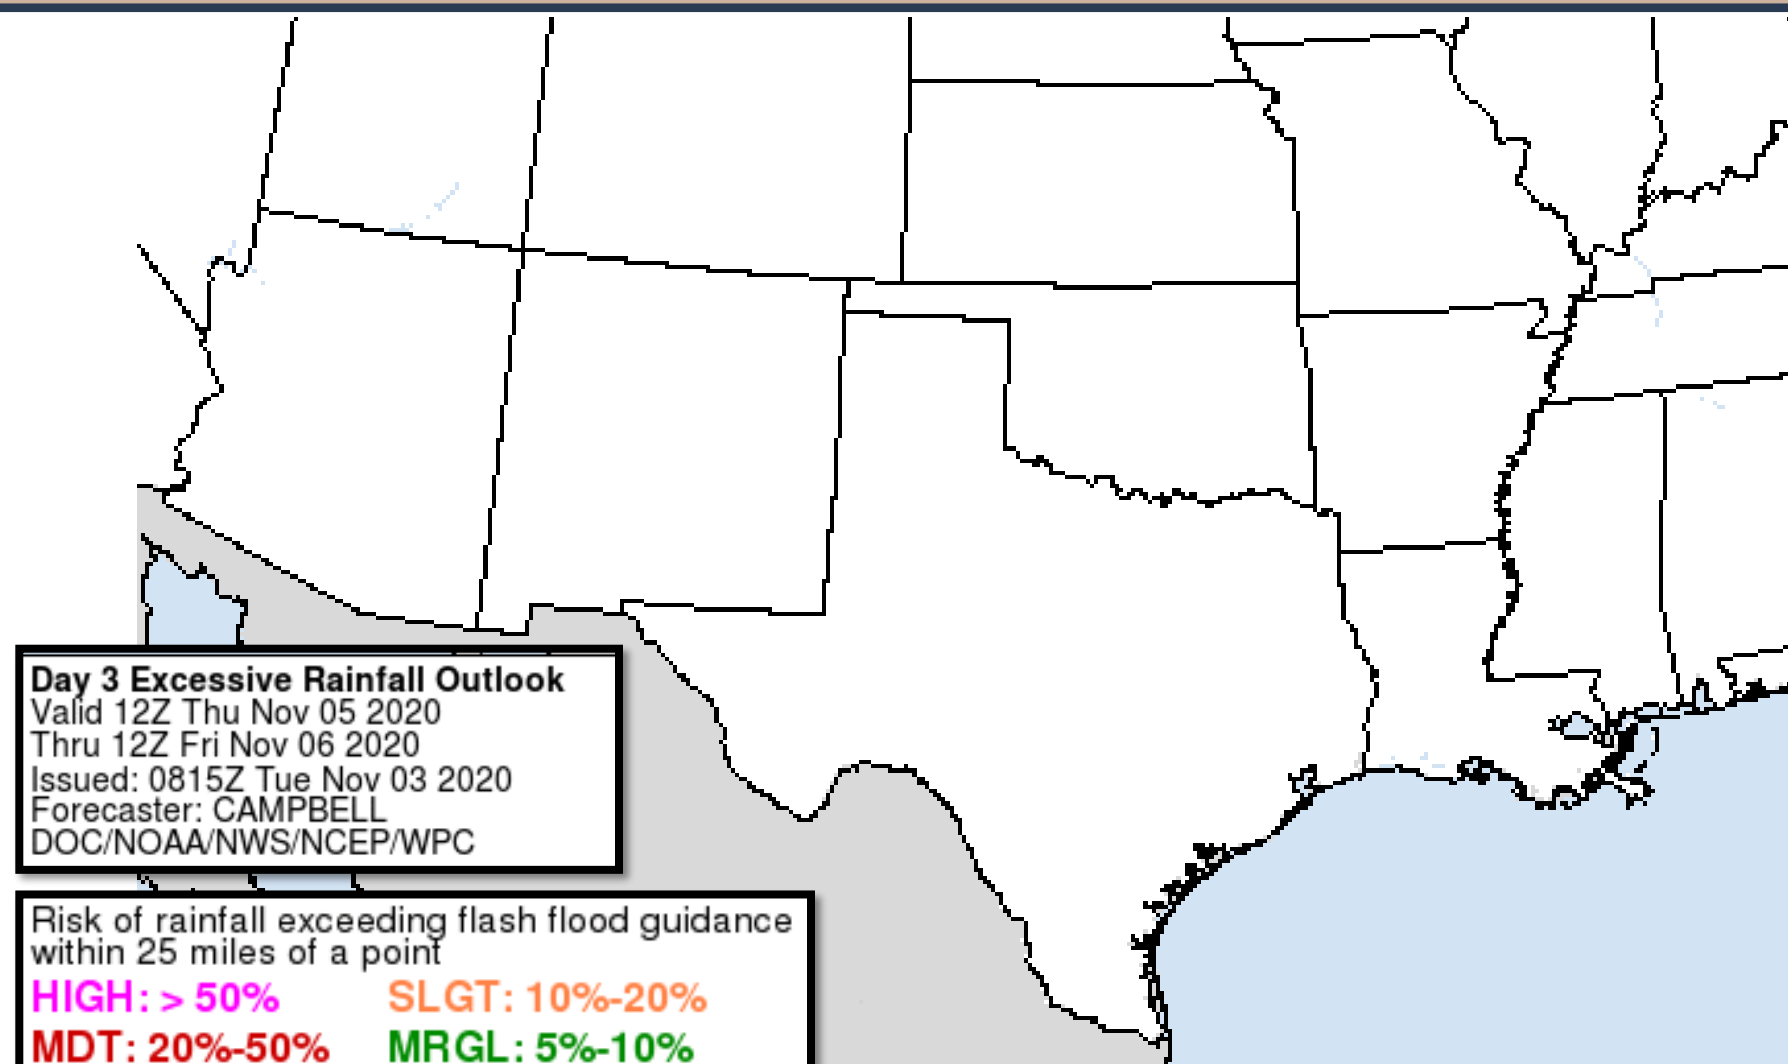 Day 3 Excessive Rainfall Outlook
Valid 12Z Thu Nov 05 2020
Thru 12Z Fri Nov 06 2020
Issued: 0815Z Tue Nov 03 2020
Forecaster: CAMPBELL
DOC/NOAA/NWS/NCEP/WPC
Risk of rainfall exceeding flash flood guidance
within 25 miles of a point
HIGH: > 50% SLGT: 10%-20%
MDT: 20%-50% MRGL: 5%-10%